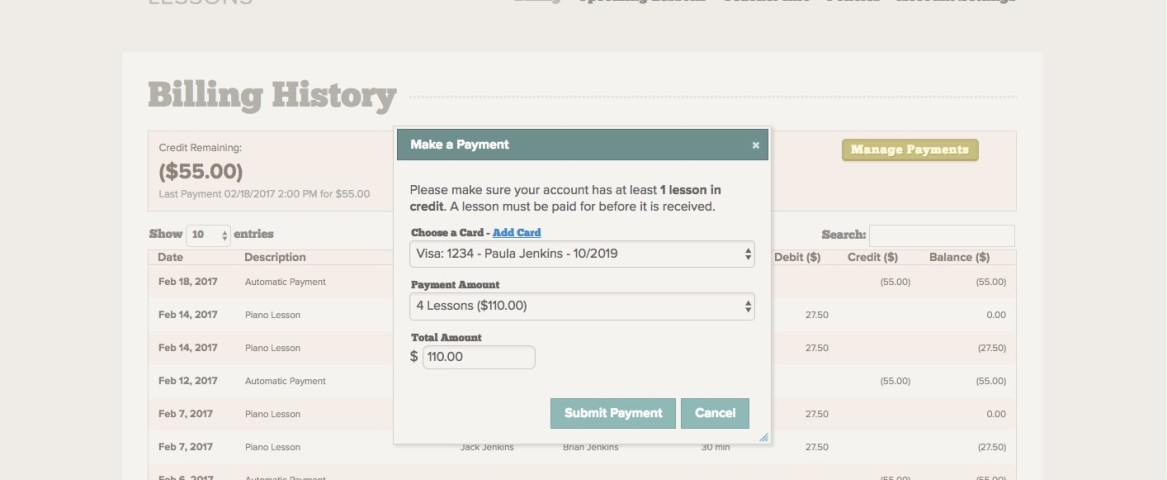 LESSONS
Billing History
Credit Remaining:
($55.00)
Last Payment 02/18/2017 2:00 PM for $55.00
Manage Payments
Make a Payment ×
Please make sure your account has at least 1 lesson in
credit. A lesson must be paid for before it is received.
Choose a Card - Add Card
Visa: 1234 - Paula Jenkins - 10/2019
Payment Amount
4 Lessons ($110.00)
Total Amount
$ 110.00
Submit Payment Cancel
Show 10 entries Search:
Date Description Debit ($) Credit ($) Balance ($)
Feb 18, 2017 Automatic Payment (55.00) (55.00)
Feb 14, 2017 Piano Lesson 27.50 0.00
Feb 14, 2017 Piano Lesson 27.50 (27.50)
Feb 12, 2017 Automatic Payment (55.00) (55.00)
Feb 7, 2017 Piano Lesson 27.50 0.00
Feb 7, 2017 Piano Lesson Jack Jenkins Brian Jenkins 30 min 27.50 (27.50)
Feb 6, 2017 Automatic Payment (55.00) (55.00)